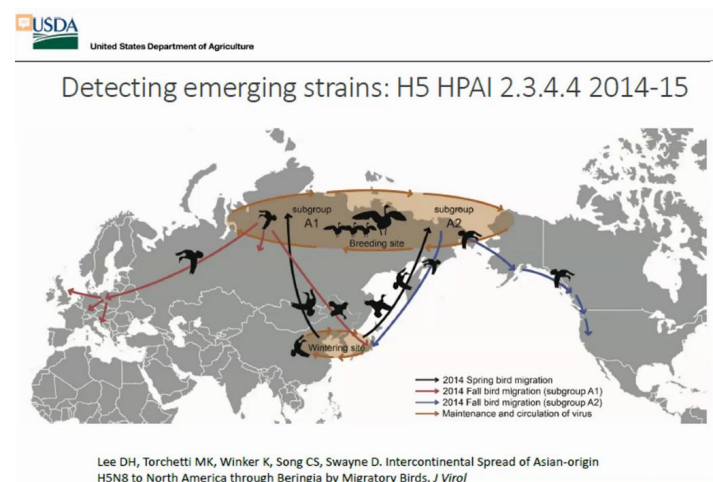 USDA
United States Department of Agriculture
Detecting emerging strains: H5 HPAI 2.3.4.4 2014-15
subgroup
A1
subgroup
A2
Breeding site
Wintering site
2014 Spring bird migration
2014 Fall bird migration (subgroup A1)
2014 Fall bird migration (subgroup A2)
Maintenance and circulation of virus
Lee DH, Torchetti MK, Winker K, Song CS, Swayne D. Intercontinental Spread of Asian-origin
H5N8 to North America through Beringia by Migratory Birds. J Virol